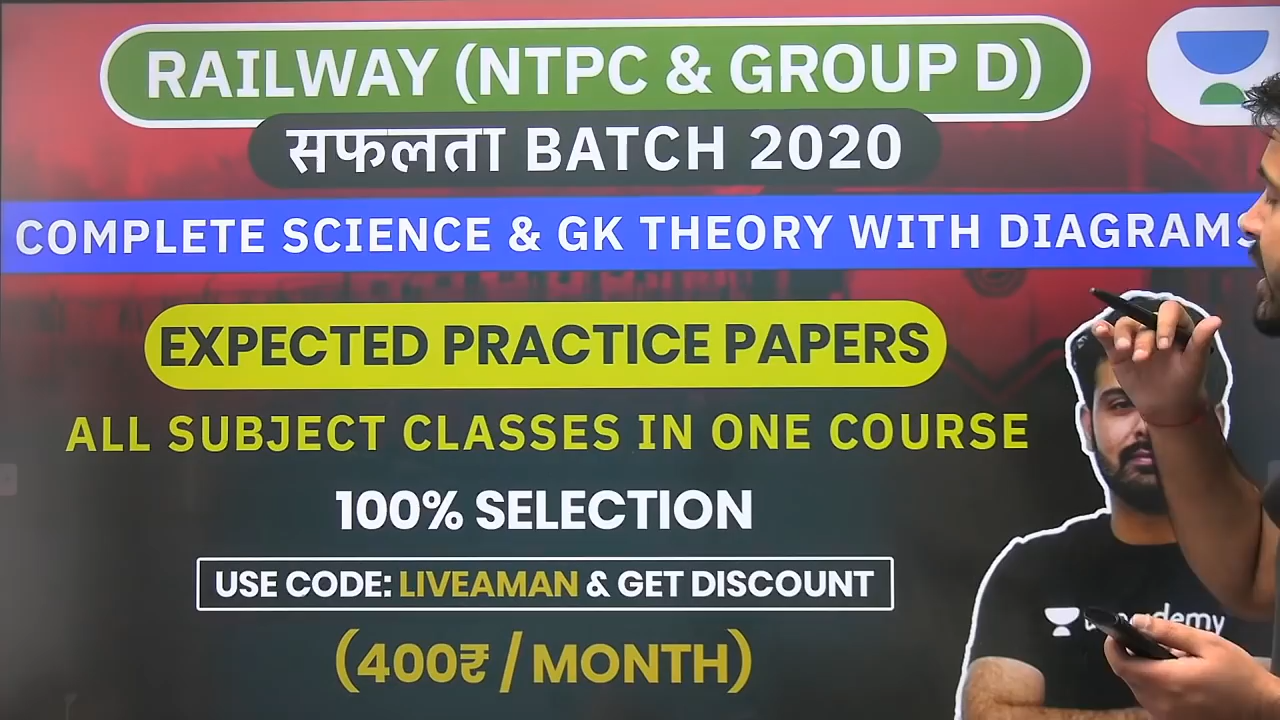 RAILWAY (NTPC & GROUP D)
सफलता BATCH 2020
COMPLETE SCIENCE & GK THEORY WITH DIAGRAMS
EXPECTED PRACTICE PAPERS
ALL SUBJECT CLASSES IN ONE COURSE
100% SELECTION
USE CODE: LIVEAMAN & GET DISCOUNT
(400₹ / MONTH)
unacademy